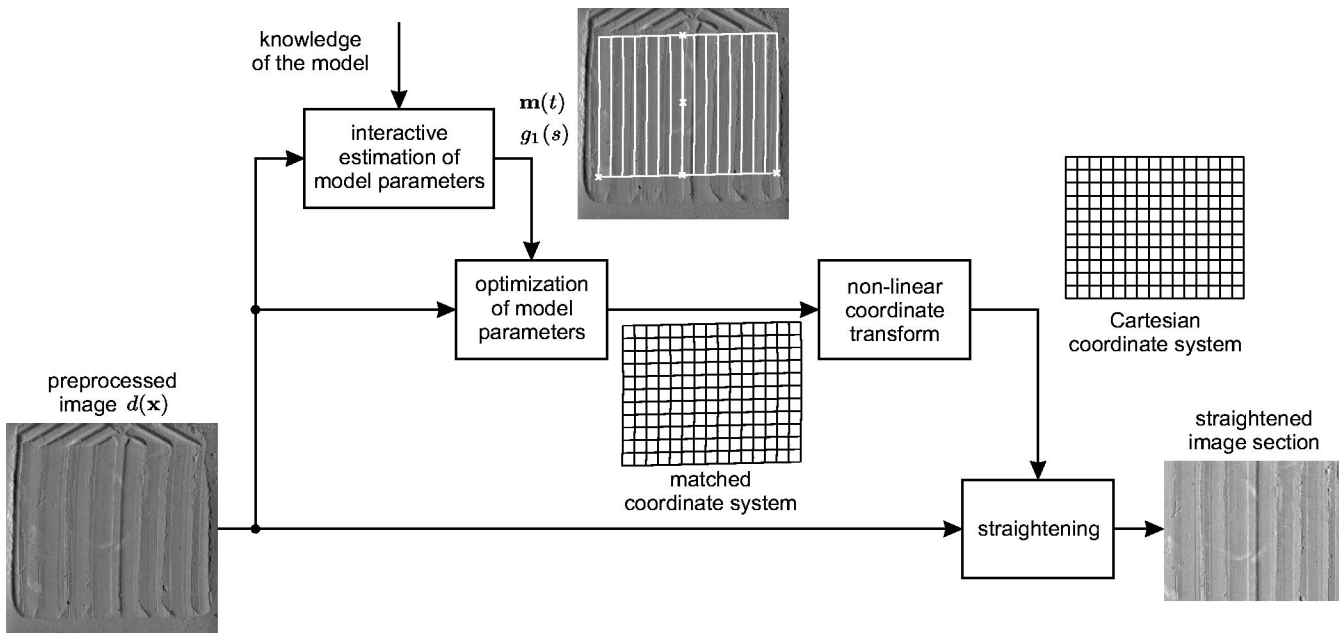 knowledge
of the model
interactive
estimation of
model parameters
m(t)
g₁(s)
optimization
of model
parameters
non-linear
coordinate
transform
Cartesian
coordinate system
matched
coordinate system
preprocessed
image d(x)
straightening
straightened
image section